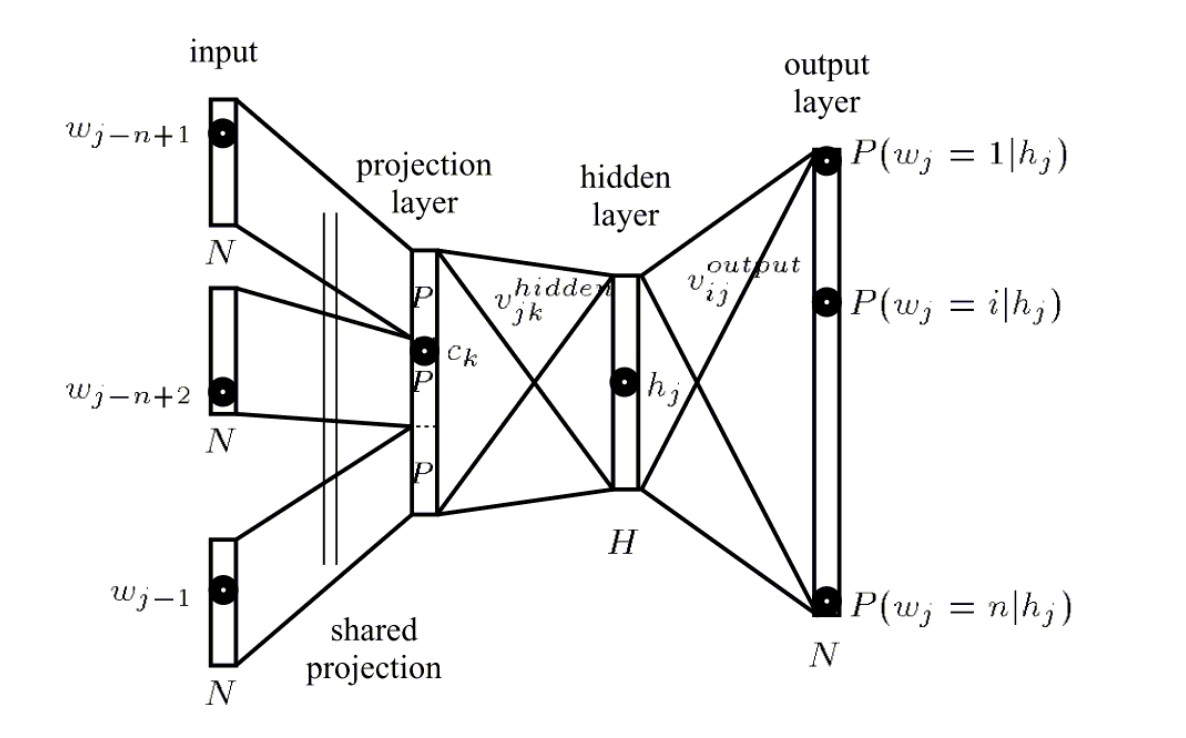 input
w_{j-n+1}
N
w_{j-n+2}
N
w_{j-1}
N
projection
layer
P
c_k
P
P
shared
projection
v_{jk}^{hidden}
hidden
layer
h_j
H
v_{ij}^{output}
output
layer
P(w_j = 1|h_j)
P(w_j = i|h_j)
P(w_j = n|h_j)
N